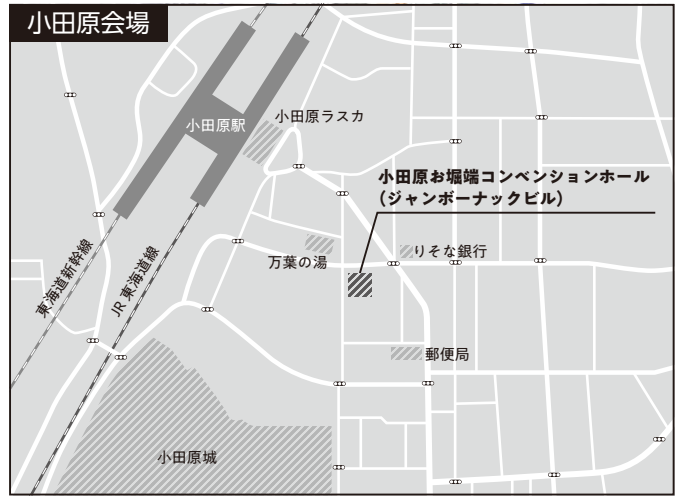 小田原会場
小田原ラスカ
小田原駅
小田原お堀端コンベンションホール
（ジャンボーナックビル）
りそな銀行
万葉の湯
東海道新幹線
JR 東海道線
郵便局
小田原城